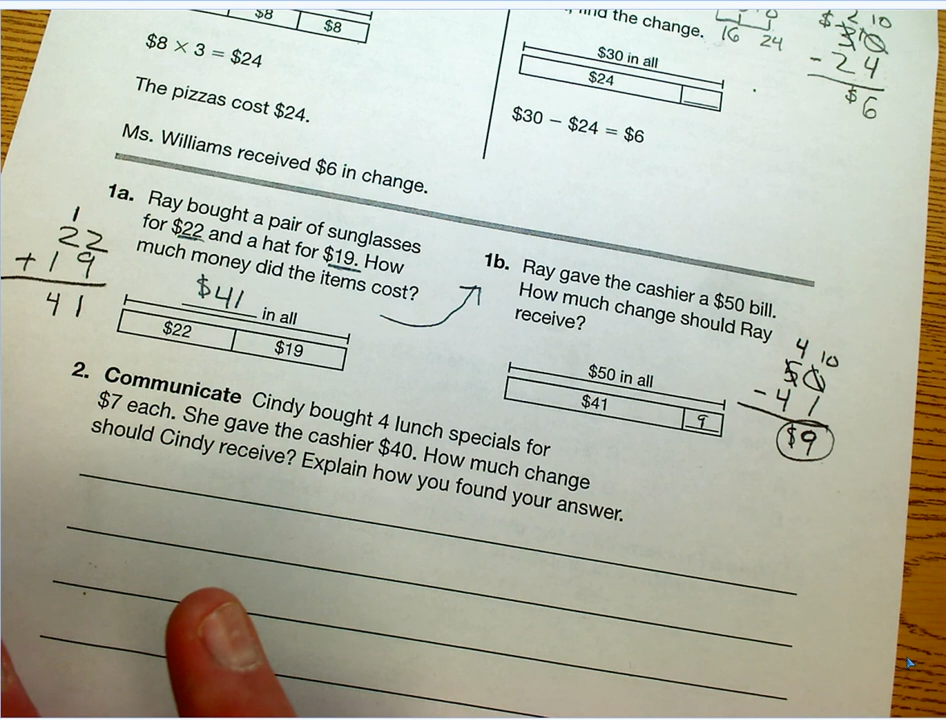 $8
$8
$8 × 3 = $24
The pizzas cost $24.
Ms. Williams received $6 in change.
the change.
16 24
$30 in all
$24
$30 − $24 = $6
$ 2 10
30
- 24
$6
1a. Ray bought a pair of sunglasses
for $22 and a hat for $19. How
much money did the items cost?
1
22
+ 19
41
$41 in all
$22 $19
1b. Ray gave the cashier a $50 bill.
How much change should Ray
receive?
$50 in all
$41 9
4 10
50
- 41
$9
2. Communicate Cindy bought 4 lunch specials for
$7 each. She gave the cashier $40. How much change
should Cindy receive? Explain how you found your answer.